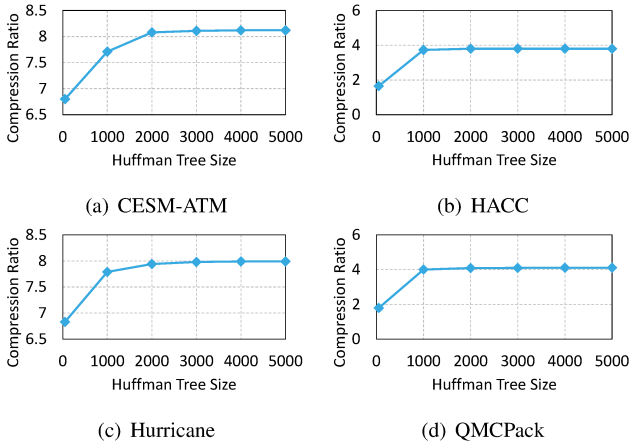 8.5
8
7.5
7
6.5
Compression Ratio
0 1000 2000 3000 4000 5000
Huffman Tree Size
(a) CESM-ATM
6
4
2
0
Compression Ratio
0 1000 2000 3000 4000 5000
Huffman Tree Size
(b) HACC
8.5
8
7.5
7
6.5
Compression Ratio
0 1000 2000 3000 4000 5000
Huffman Tree Size
(c) Hurricane
6
4
2
0
Compression Ratio
0 1000 2000 3000 4000 5000
Huffman Tree Size
(d) QMCPack